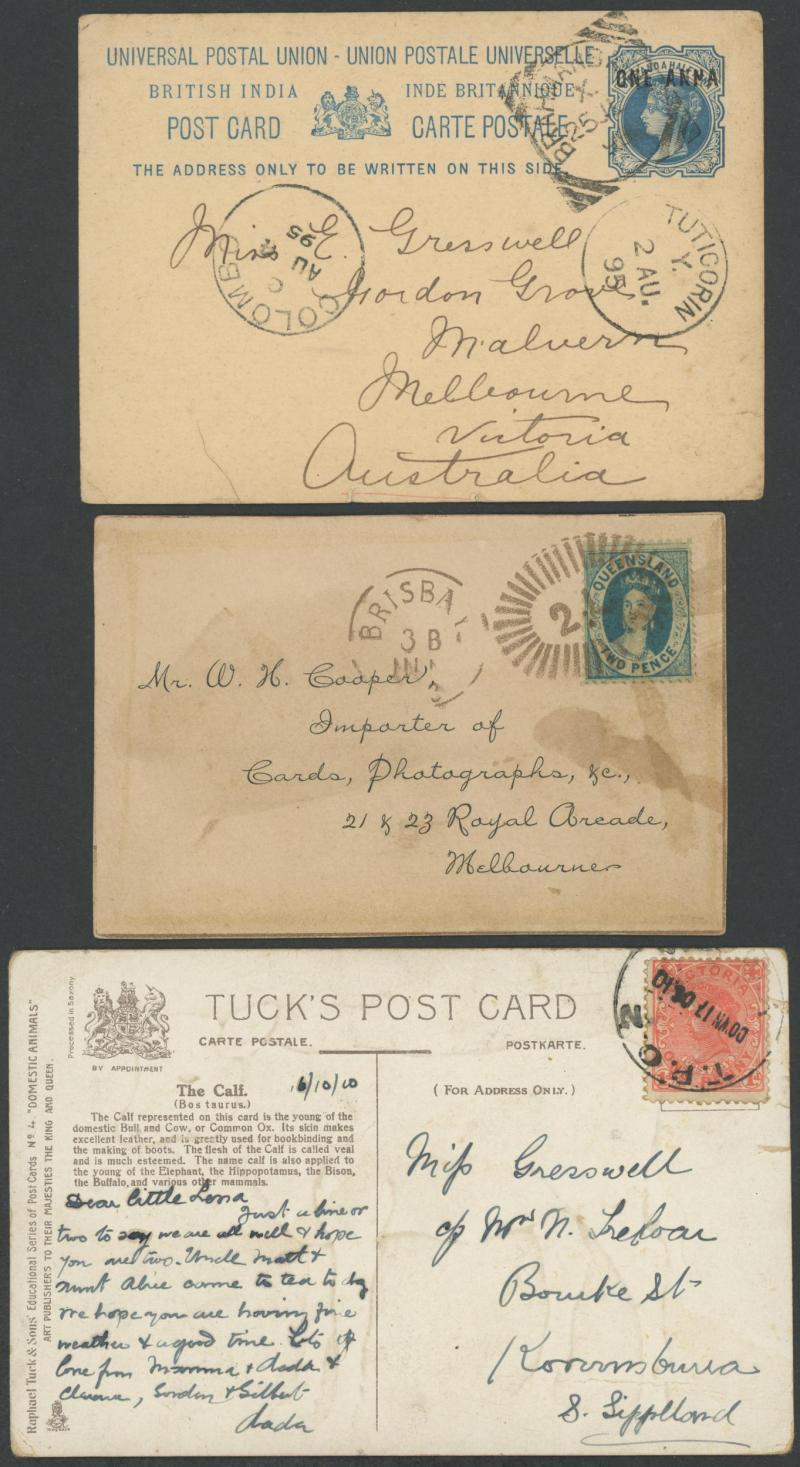 UNIVERSAL POSTAL UNION - UNION POSTALE UNIVERSELLE
BRITISH INDIA INDE BRITANNIQUE
POST CARD CARTE POSTALE
THE ADDRESS ONLY TO BE WRITTEN ON THIS SIDE
ONE ANNA
25
TUTICORIN
Y.
2 AU.
95
COLOMB
AU
95
Miss E. Gresswell
Gordon Grove
Malvern
Melbourne
Victoria
Australia
BRISBA
3 B
QUEENSLAND
TWO PENCE
Mr. W. H. Cooper,
Importer of
Cards, Photographs, &c.,
21 & 23 Royal Arcade,
Melbourne
Raphael Tuck & Sons' Educational Series of Post Cards Nº 4. "DOMESTIC ANIMALS"
ART PUBLISHERS TO THEIR MAJESTIES THE KING AND QUEEN.
Processed in Saxony
BY APPOINTMENT
TUCK'S POST CARD
CARTE POSTALE. POSTKARTE.
(FOR ADDRESS ONLY.)
VICTORIA
DOWN 17 OC 10
T.P.O. N
16/10/10
The Calf.
(Bos taurus.)
The Calf represented on this card is the young of the
domestic Bull and Cow, or Common Ox. Its skin makes
excellent leather, and is greatly used for bookbinding and
the making of boots. The flesh of the Calf is called veal
and is much esteemed. The name calf is also applied to
the young of the Elephant, the Hippopotamus, the Bison,
the Buffalo, and various other mammals.
Dear little
Just a line or
two to say we are all well & hope
you are two. Uncle Matt &
Aunt Alice came to tea to day
We hope you are having fine
weather & a good time. Lots of
love from Mamma & Dada &
Clarence, Gordon & Gilbert
Dada
Miss Gresswell
c/o Mrs N. Trefoar
Bourke St
Korumburra
S. Gippsland